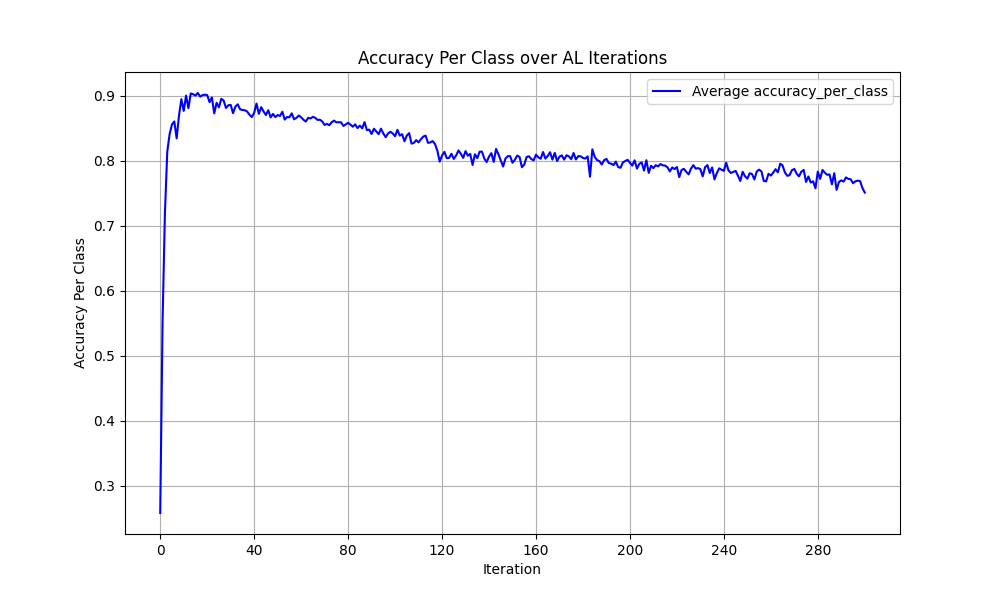 Accuracy Per Class over AL Iterations
Average accuracy_per_class
Accuracy Per Class
0.9
0.8
0.7
0.6
0.5
0.4
0.3
0 40 80 120 160 200 240 280
Iteration